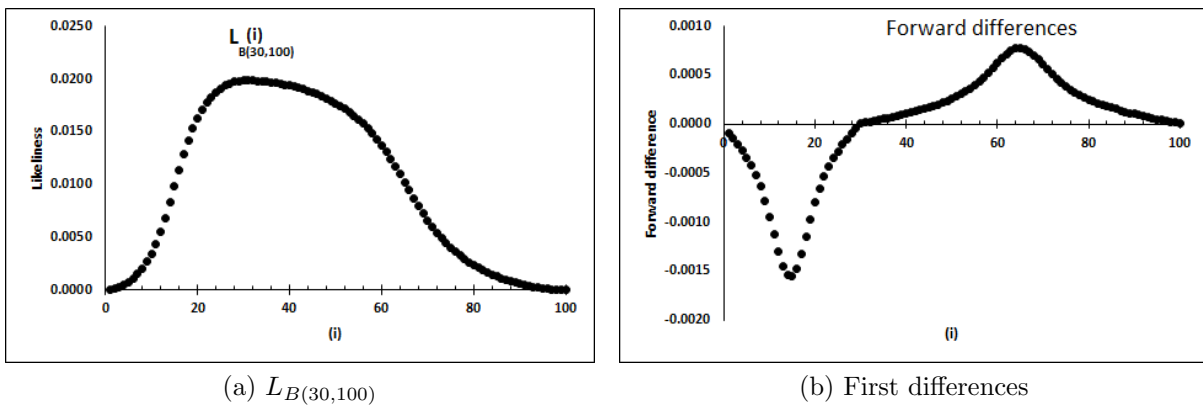 0.0250
0.0200
0.0150
0.0100
0.0050
0.0000
0 20 40 60 80 100
L (i)
B(30,100)
Likeliness
(i)
(a) L_{B(30,100)}
0.0010
0.0005
0.0000
-0.0005
-0.0010
-0.0015
-0.0020
0 20 40 60 80 100
Forward differences
Forward difference
(i)
(b) First differences